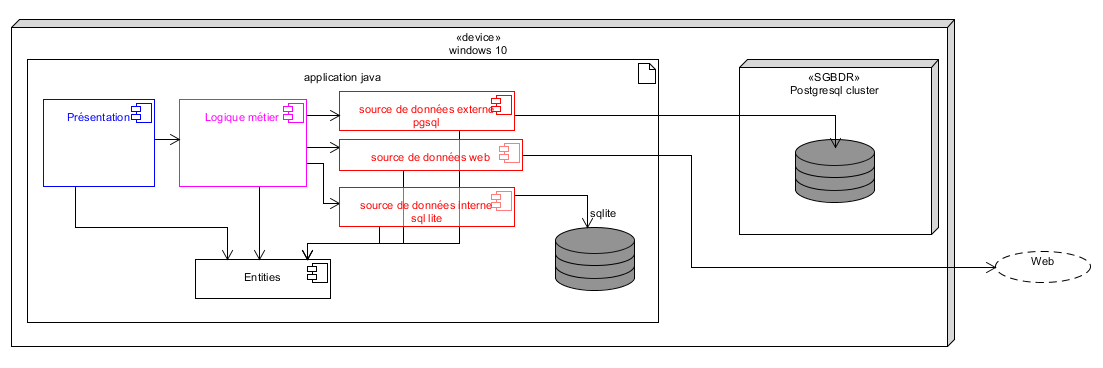 «device»
windows 10
application java
«SGBDR»
Postgresql cluster
Présentation
Logique métier
source de données externe
pgsql
source de données web
source de données interne
sql lite
sqlite
Entities
Web